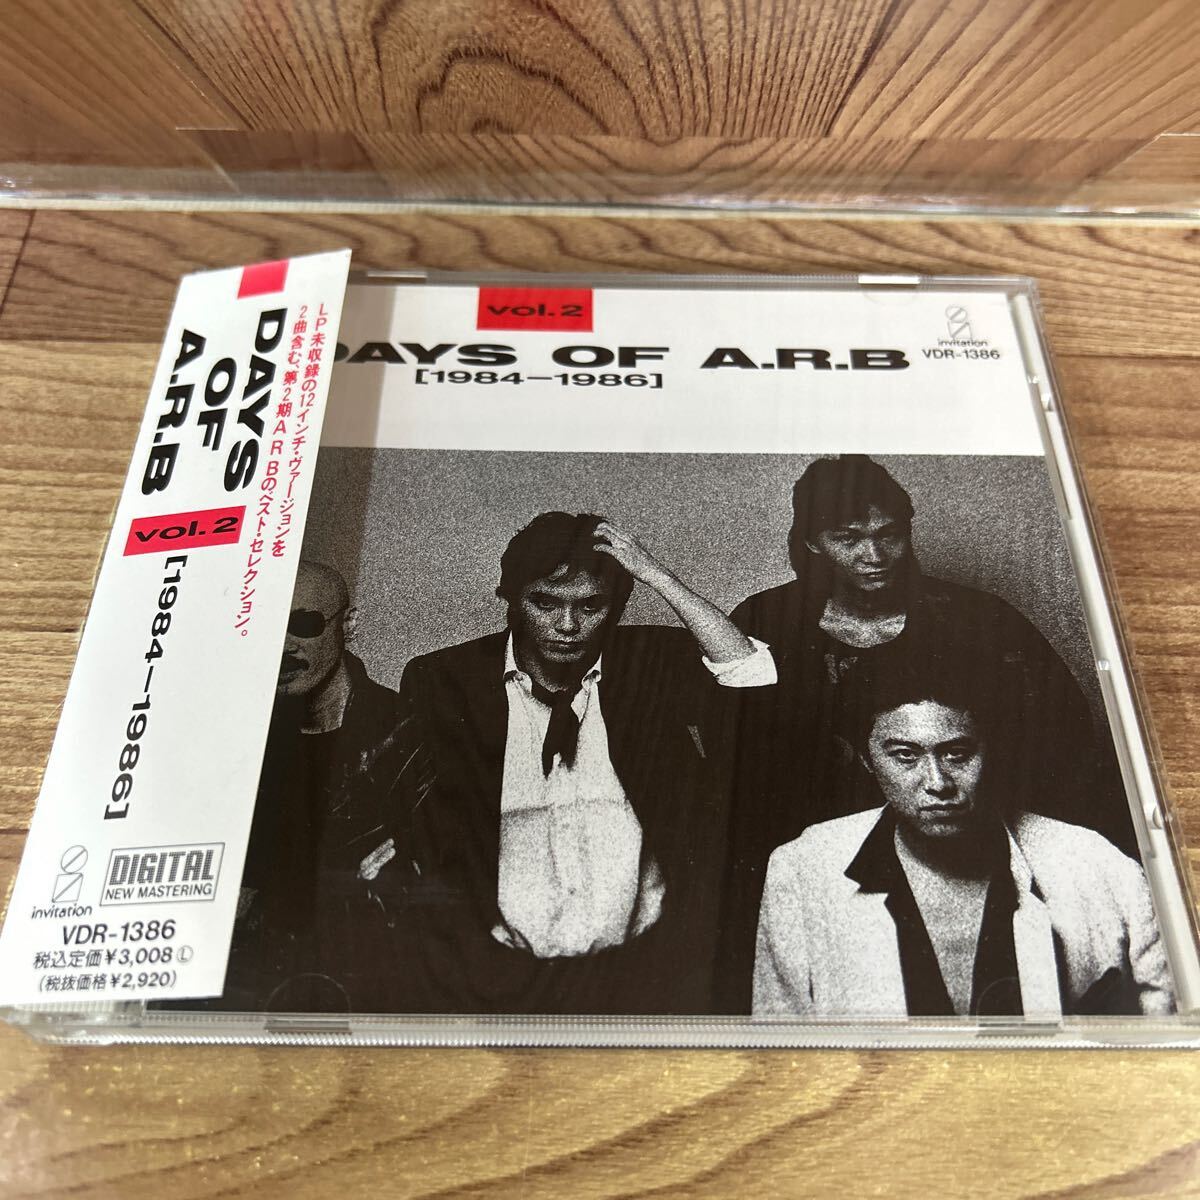 DAYS
OF
A.R.B
vol.2
[1984−1986]
LP未収録の12インチ・ヴァージョンを
2曲含む、第2期ARBのベスト・セレクション。
invitation
DIGITAL
NEW MASTERING
VDR-1386
税込定価¥3,008Ⓛ
(税抜価格¥2,920)
vol.2
DAYS OF A.R.B
[1984−1986]
invitation
VDR-1386